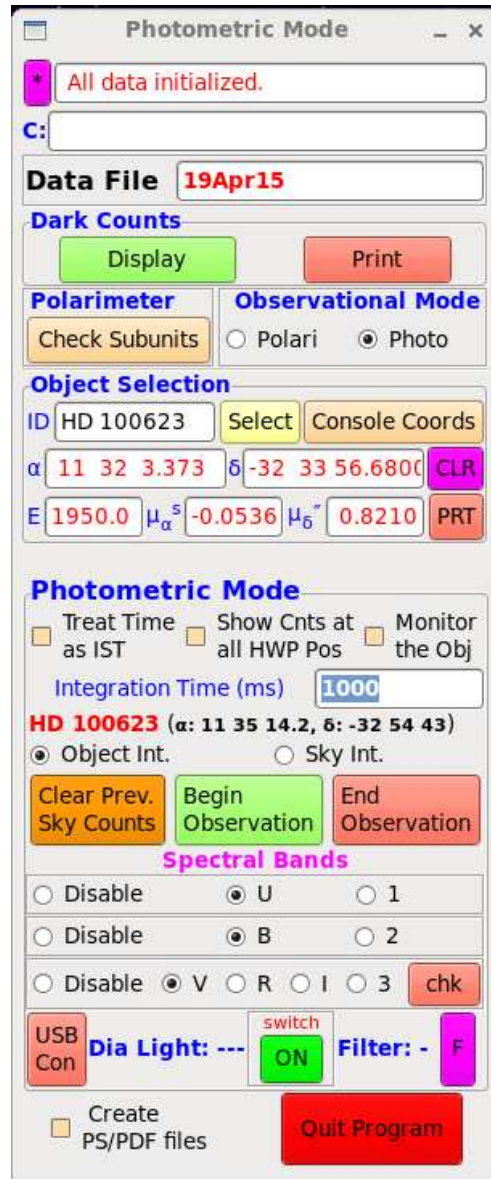 Photometric Mode
* All data initialized.
C:
Data File 19Apr15
Dark Counts
Display Print
Polarimeter Observational Mode
Check Subunits Polari Photo
Object Selection
ID HD 100623 Select Console Coords
α 11 32 3.373 δ -32 33 56.680 CLR
E 1950.0 μαˢ -0.0536 μδ″ 0.8210 PRT
Photometric Mode
Treat Time as IST Show Cnts at all HWP Pos Monitor the Obj
Integration Time (ms) 1000
HD 100623 (α: 11 35 14.2, δ: -32 54 43)
Object Int. Sky Int.
Clear Prev. Sky Counts Begin Observation End Observation
Spectral Bands
Disable U 1
Disable B 2
Disable V R I 3 chk
switch
USB Con Dia Light: --- ON Filter: - F
Create PS/PDF files Quit Program